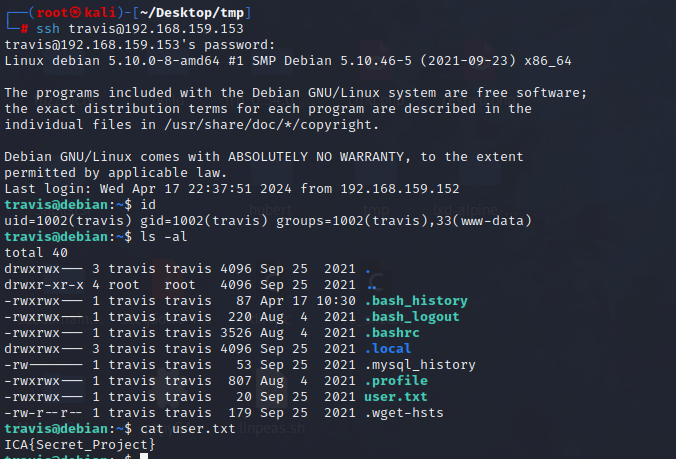 ┌──(root㉿kali)-[~/Desktop/tmp]
└─# ssh travis@192.168.159.153
travis@192.168.159.153's password:
Linux debian 5.10.0-8-amd64 #1 SMP Debian 5.10.46-5 (2021-09-23) x86_64

The programs included with the Debian GNU/Linux system are free software;
the exact distribution terms for each program are described in the
individual files in /usr/share/doc/*/copyright.

Debian GNU/Linux comes with ABSOLUTELY NO WARRANTY, to the extent
permitted by applicable law.
Last login: Wed Apr 17 22:37:51 2024 from 192.168.159.152
travis@debian:~$ id
uid=1002(travis) gid=1002(travis) groups=1002(travis),33(www-data)
travis@debian:~$ ls -al
total 40
drwxrwx--- 3 travis travis 4096 Sep 25  2021 .
drwxr-xr-x 4 root   root   4096 Sep 25  2021 ..
-rwxrwx--- 1 travis travis   87 Apr 17 10:30 .bash_history
-rwxrwx--- 1 travis travis  220 Aug  4  2021 .bash_logout
-rwxrwx--- 1 travis travis 3526 Aug  4  2021 .bashrc
drwxrwx--- 3 travis travis 4096 Sep 25  2021 .local
-rw------- 1 travis travis   53 Sep 25  2021 .mysql_history
-rwxrwx--- 1 travis travis  807 Aug  4  2021 .profile
-rwxrwx--- 1 travis travis   20 Sep 25  2021 user.txt
-rw-r--r-- 1 travis travis  179 Sep 25  2021 .wget-hsts
travis@debian:~$ cat user.txt
ICA{Secret_Project}
travis@debian:~$
linpeas.sh